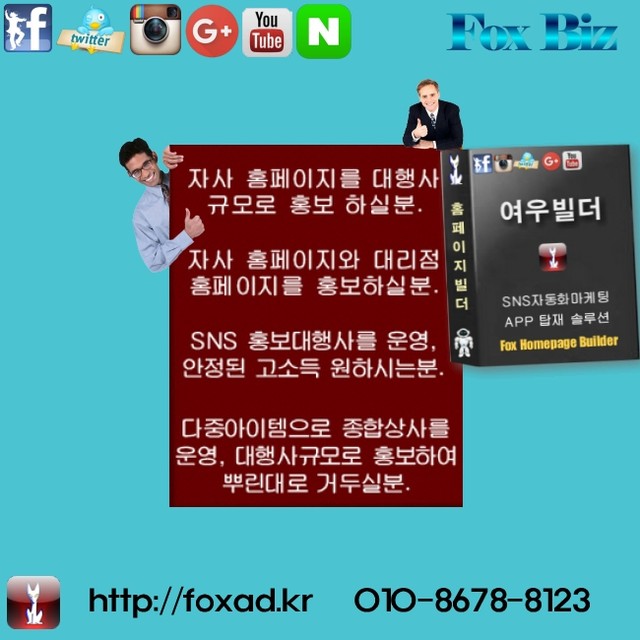 f
twitter
You
Tube
N
Fox Biz
자사 홈페이지를 대행사
규모로 홍보 하실분.
자사 홈페이지와 대리점
홈페이지를 홍보하실분.
SNS 홍보대행사를 운영,
안정된 고소득 원하시는분.
다중아이템으로 종합상사를
운영, 대행사규모로 홍보하여
뿌린대로 거두실분.
홈페이지빌더
여우빌더
SNS자동화마케팅
APP 탑재 솔루션
Fox Homepage Builder
http://foxad.kr 010-8678-8123